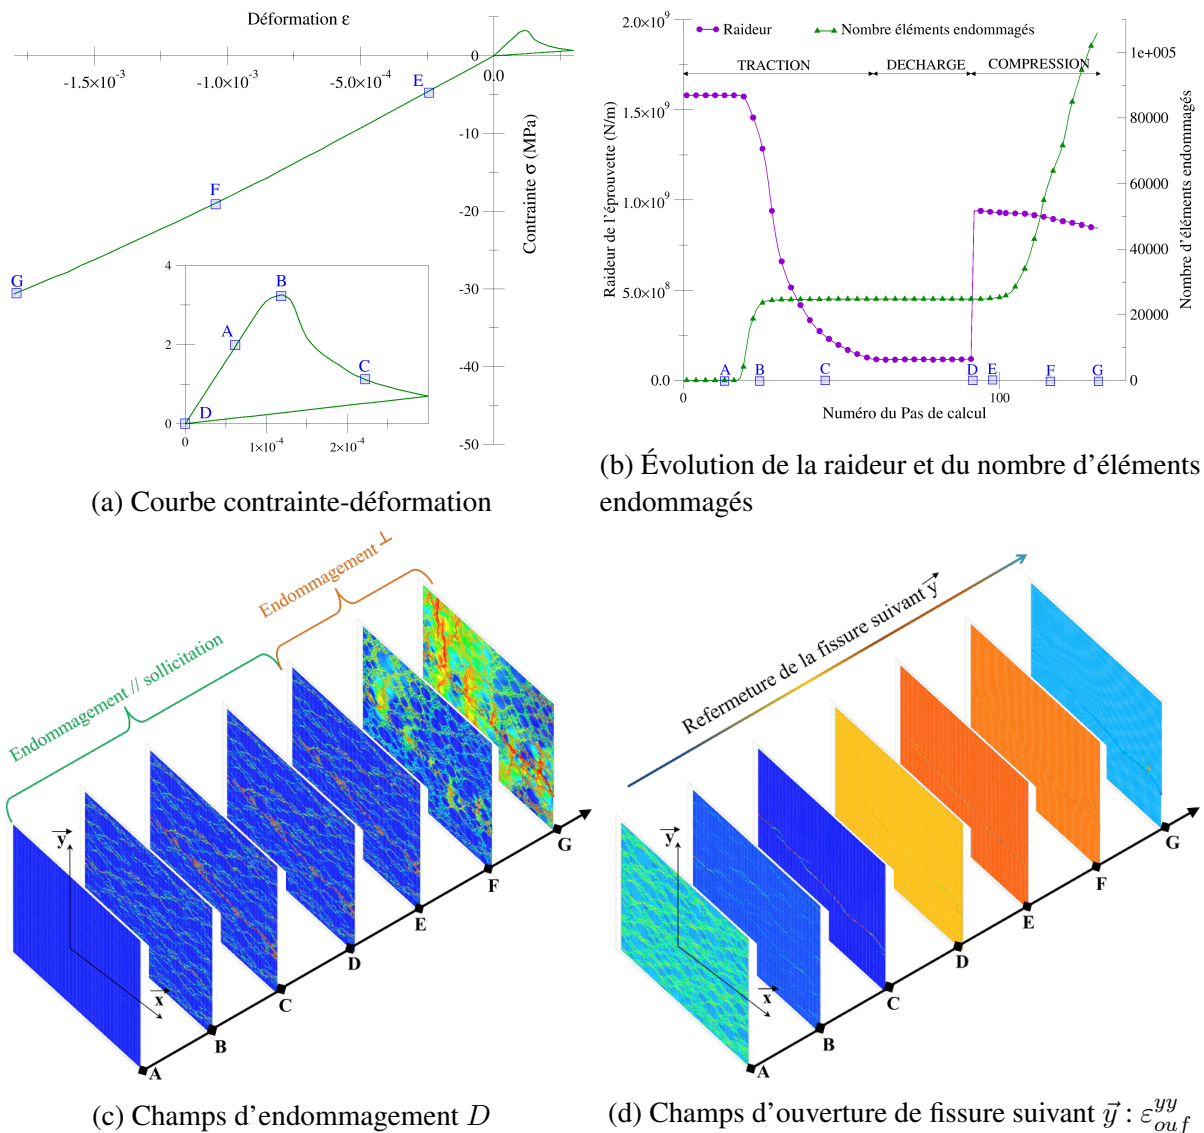 Déformation ε
0
-1.5×10⁻³
-1.0×10⁻³
-5.0×10⁻⁴
0.0
E
-10
F
-20
G
-30
-40
-50
Contrainte σ (MPa)
4
B
A
2
C
D
0
0
1×10⁻⁴
2×10⁻⁴
(a) Courbe contrainte-déformation
2.0×10⁹
Raideur
Nombre éléments endommagés
1e+005
TRACTION
DECHARGE
COMPRESSION
1.5×10⁹
80000
60000
1.0×10⁹
40000
5.0×10⁸
20000
0.0
A
B
C
D
E
F
G
0
0
100
Numéro du Pas de calcul
Raideur de l'éprouvette (N/m)
Nombre d'éléments endommagés
(b) Évolution de la raideur et du nombre d'éléments
endommagés
Endommagement // sollicitation
Endommagement ⊥
y
x
A
B
C
D
E
F
G
(c) Champs d'endommagement D
Refermeture de la fissure suivant y⃗
y
x
A
B
C
D
E
F
G
(d) Champs d'ouverture de fissure suivant y⃗ : ε_{ouf}^{yy}